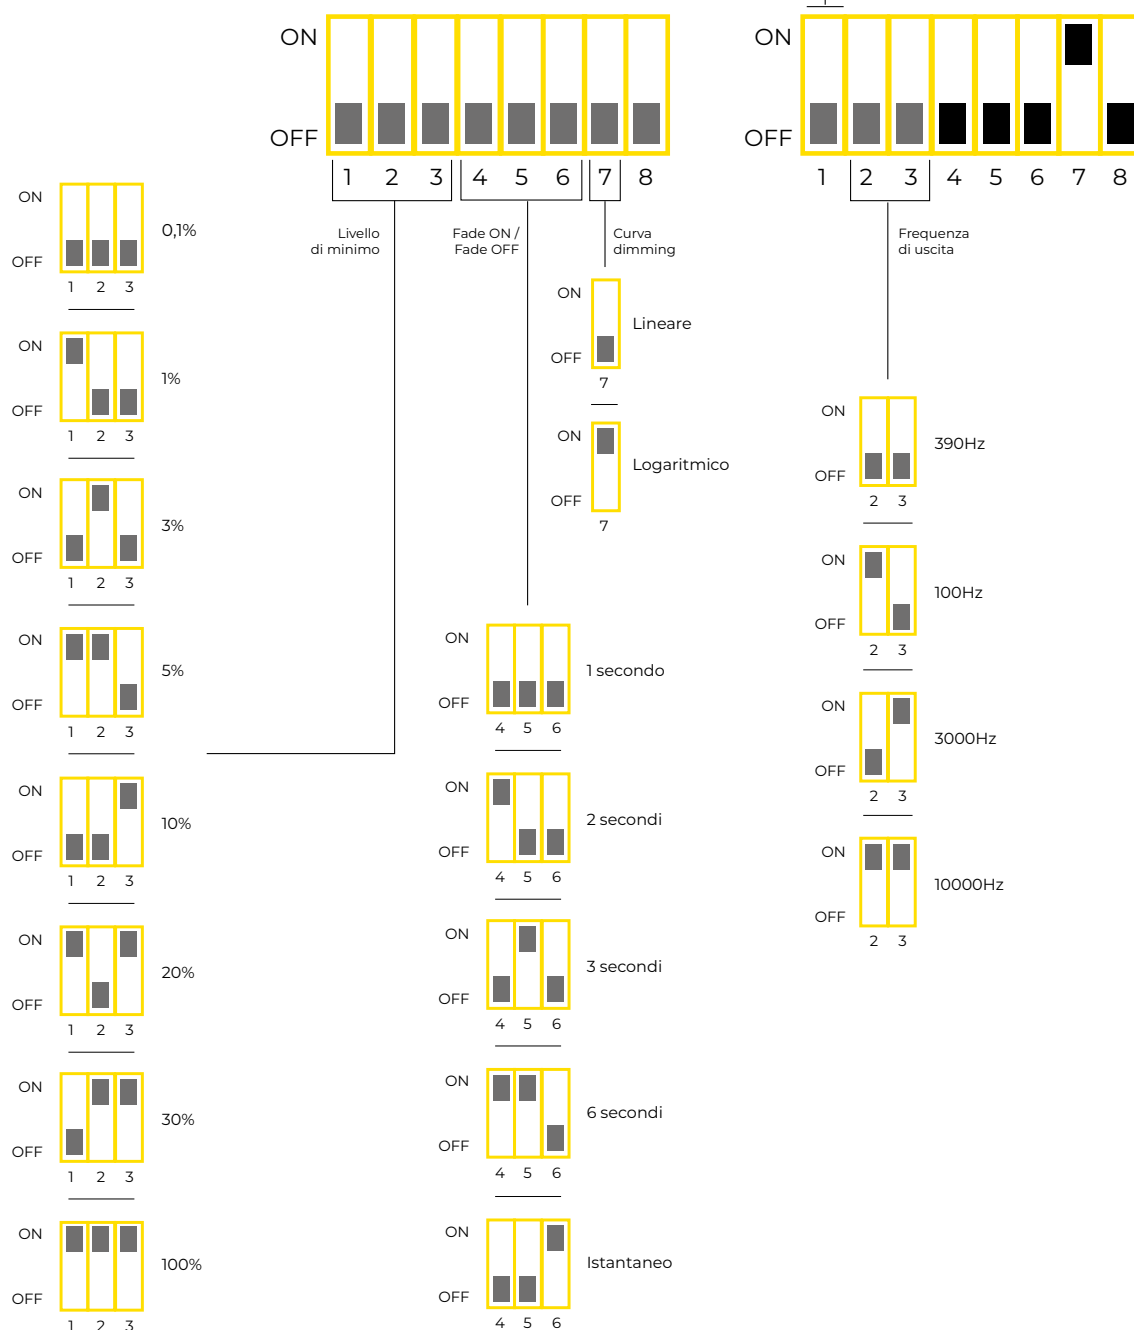 ON
OFF
1 2 3 4 5 6 7 8
Livello
di minimo
Fade ON /
Fade OFF
Curva
dimming
ON
OFF
1 2 3 4 5 6 7 8
Frequenza
di uscita
ON
OFF
1 2 3
0,1%
ON
OFF
1 2 3
1%
ON
OFF
1 2 3
3%
ON
OFF
1 2 3
5%
ON
OFF
1 2 3
10%
ON
OFF
1 2 3
20%
ON
OFF
1 2 3
30%
ON
OFF
1 2 3
100%
ON
OFF
4 5 6
1 secondo
ON
OFF
4 5 6
2 secondi
ON
OFF
4 5 6
3 secondi
ON
OFF
4 5 6
6 secondi
ON
OFF
4 5 6
Istantaneo
ON
OFF
7
Lineare
ON
OFF
7
Logaritmico
ON
OFF
2 3
390Hz
ON
OFF
2 3
100Hz
ON
OFF
2 3
3000Hz
ON
OFF
2 3
10000Hz